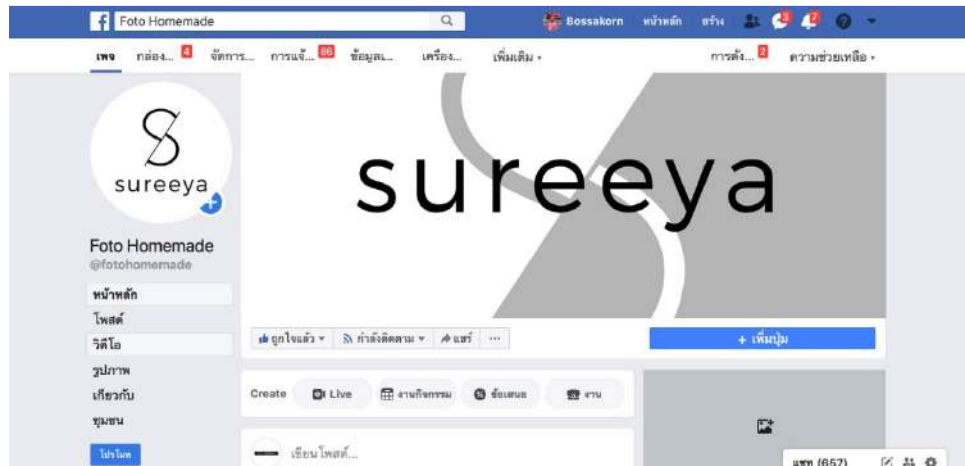 Foto Homemade
Bossakorn หน้าหลัก สร้าง 7
เพจ กล่อง... 4 จัดการ... การแจ้... 86 ข้อมูลเ... เครื่อง... เพิ่มเติม การตั้ง... 2 ความช่วยเหลือ
sureeya
sureeya
Foto Homemade
@fotohomemade
หน้าหลัก
โพสต์
วิดีโอ
รูปภาพ
เกี่ยวกับ
ชุมชน
โปรโมท
ถูกใจแล้ว กำลังติดตาม แชร์ ...
+ เพิ่มปุ่ม
Create Live งานกิจกรรม ข้อเสนอ งาน
เขียนโพสต์...
แชท (657)